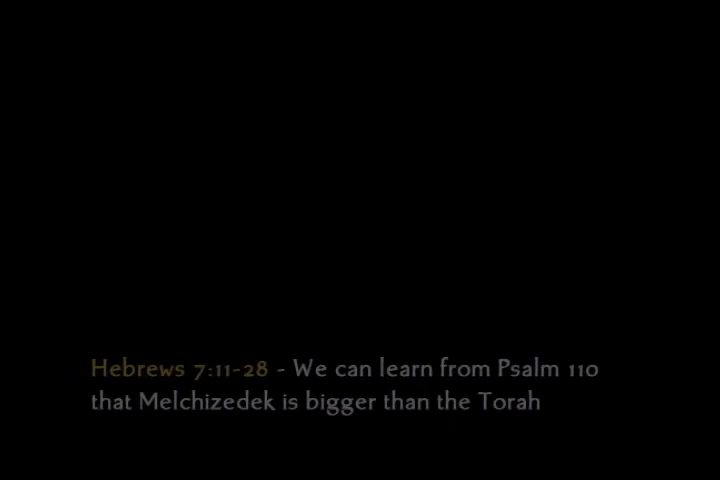 Hebrews 7:11-28 - We can learn from Psalm 110
that Melchizedek is bigger than the Torah